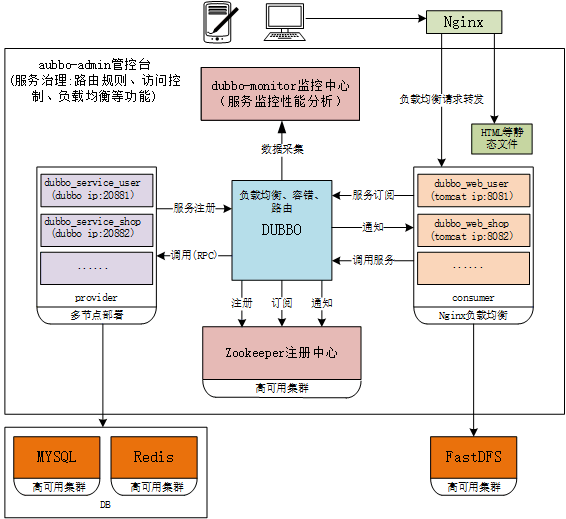 Nginx
aubbo-admin管控台
(服务治理:路由规则、访问控
制、负载均衡等功能)
dubbo-monitor监控中心
(服务监控性能分析)
负载均衡请求转发
HTML等静
态文件
数据采集
dubbo_service_user
(dubbo ip:20881)
dubbo_service_shop
(dubbo ip:20882)
......
provider
多节点部署
服务注册
调用(RPC)
负载均衡、容错、
路由
DUBBO
服务订阅
通知
调用服务
dubbo_web_user
(tomcat ip:8081)
dubbo_web_shop
(tomcat ip:8082)
......
consumer
Nginx负载均衡
注册
订阅
通知
Zookeeper注册中心
高可用集群
MYSQL
高可用集群
Redis
高可用集群
DB
FastDFS
高可用集群